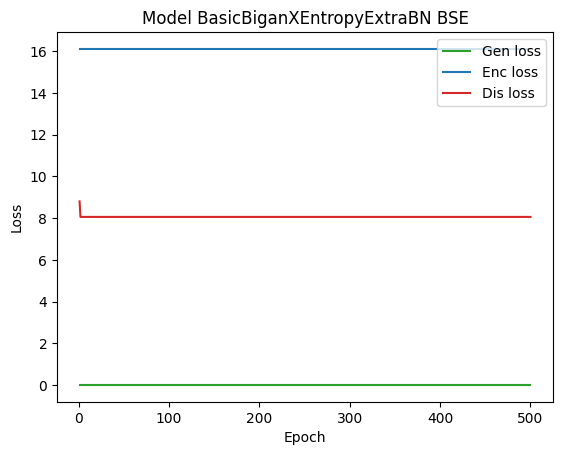 Model BasicBiganXEntropyExtraBN BSE
Gen loss
Enc loss
Dis loss
Loss
16
14
12
10
8
6
4
2
0
0 100 200 300 400 500
Epoch